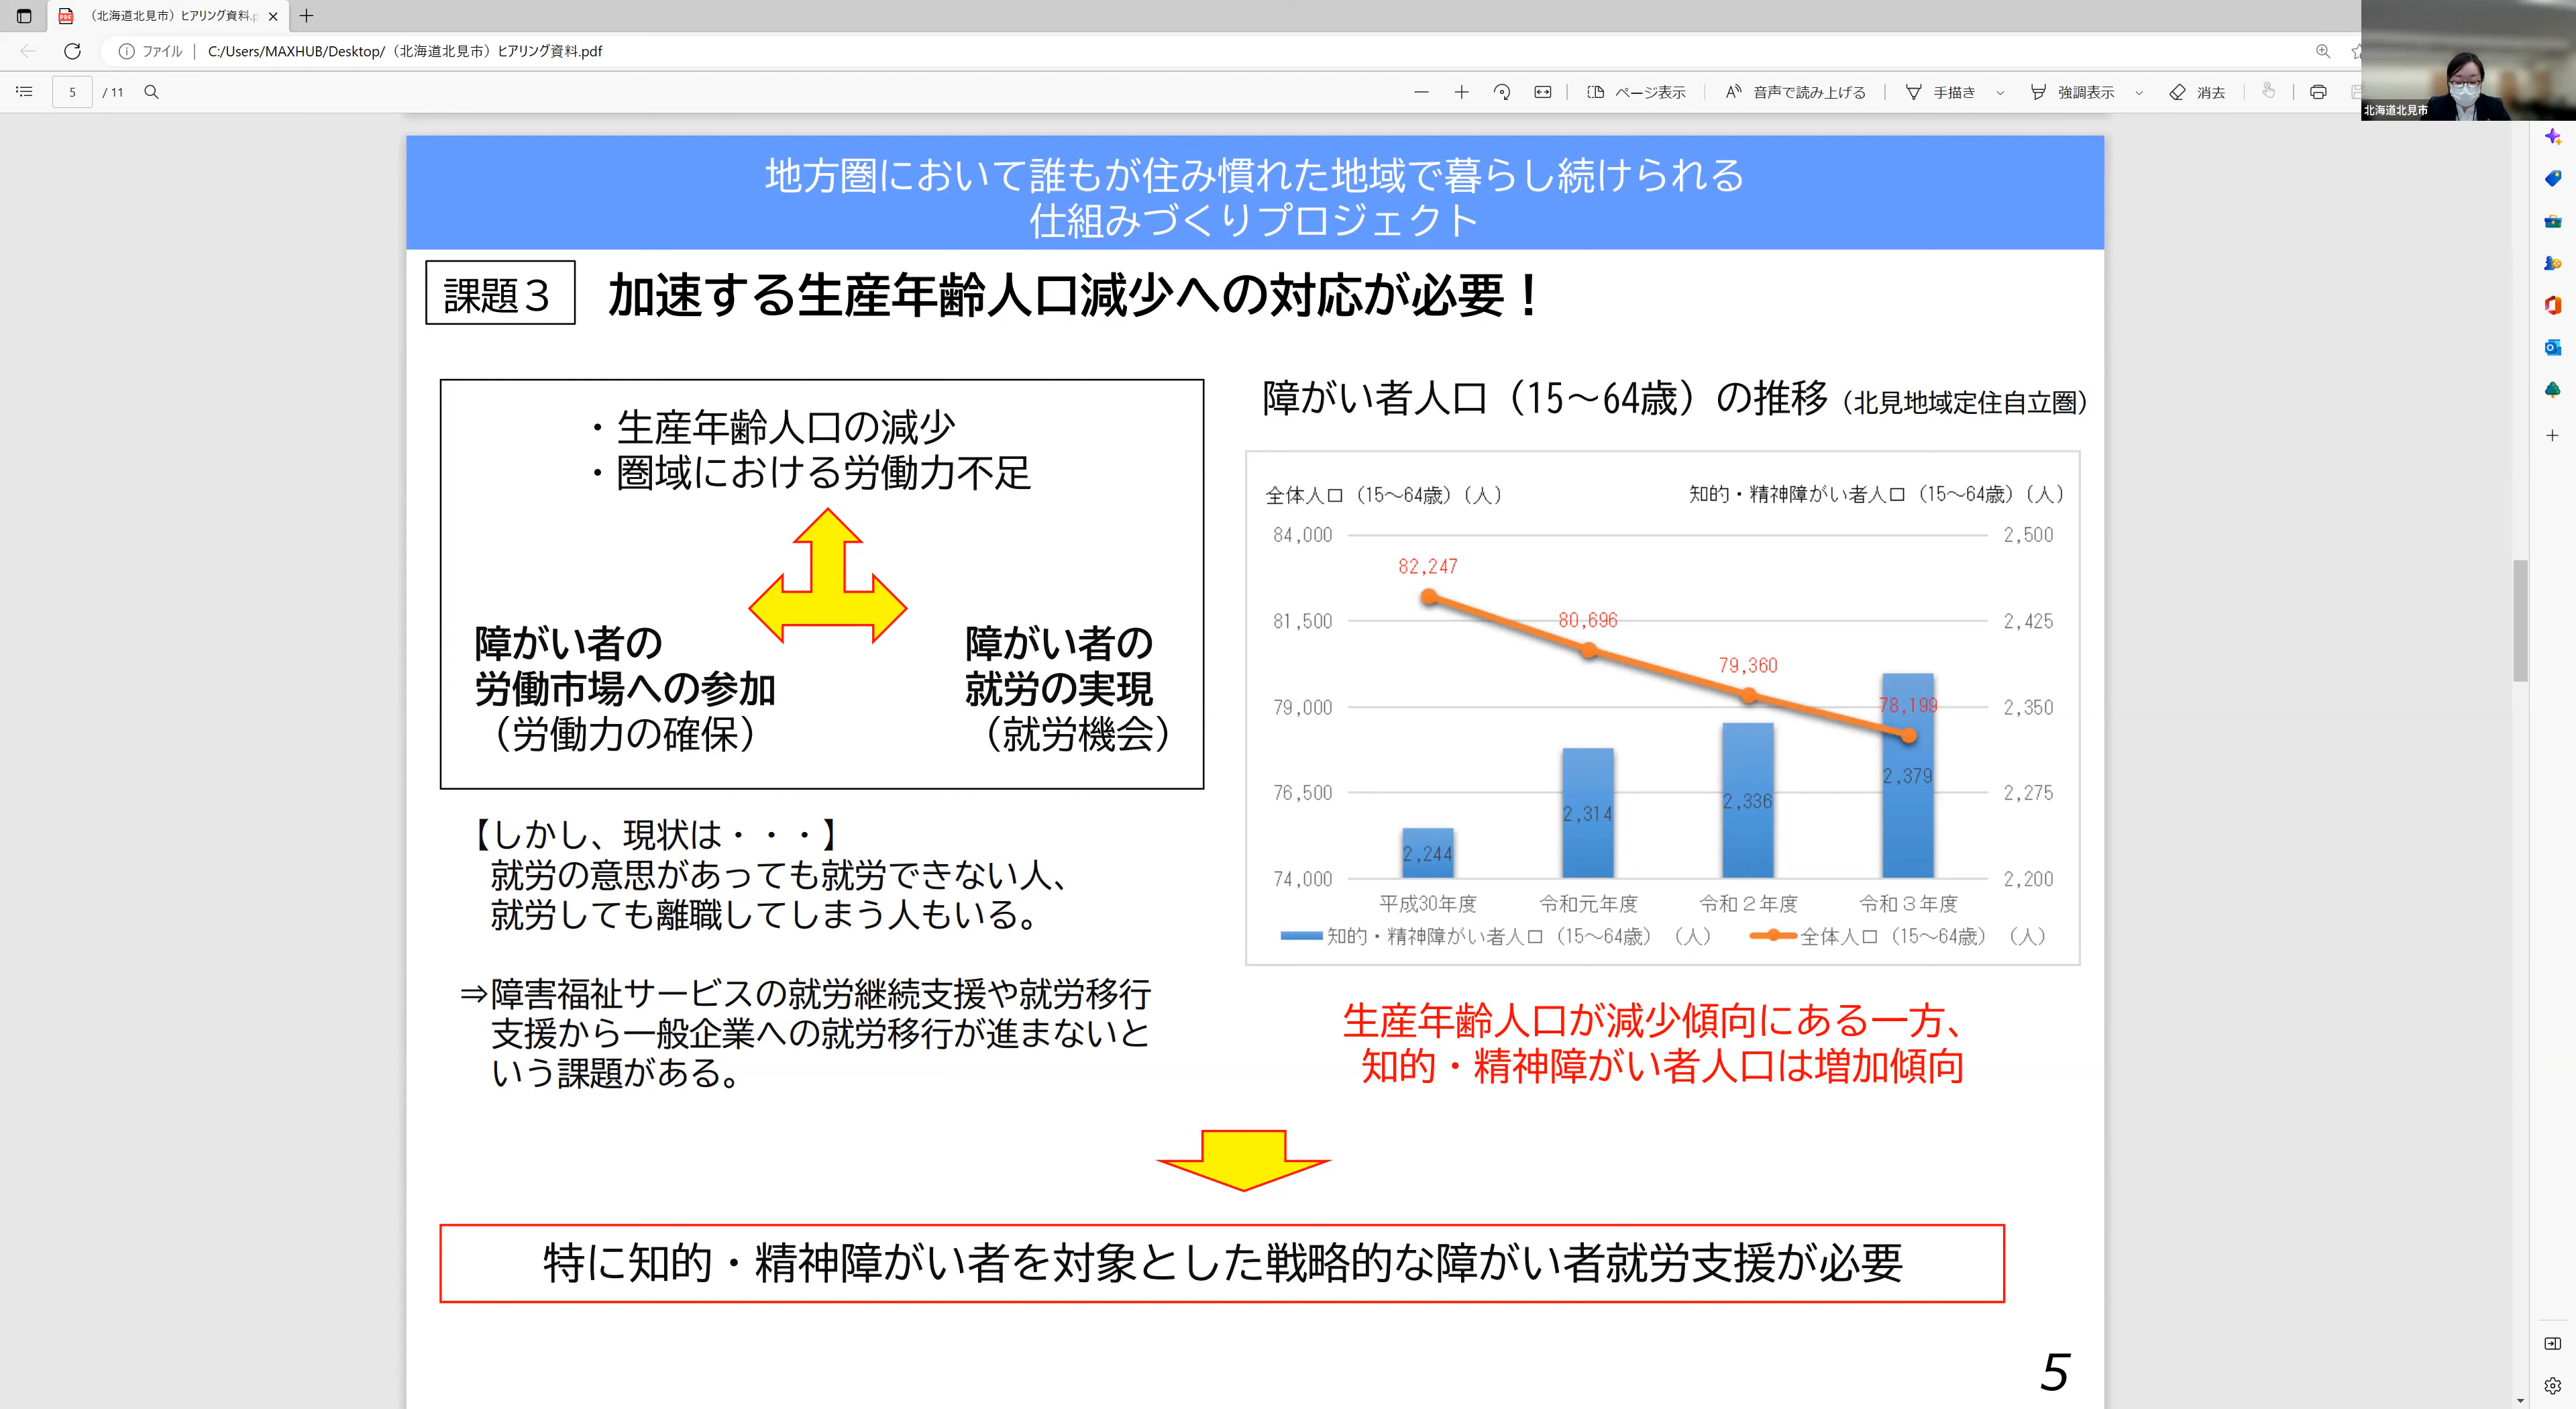 （北海道北見市）ヒアリング資料.p
ファイル
C:/Users/MAXHUB/Desktop/（北海道北見市）ヒアリング資料.pdf
5 / 11
ページ表示
音声で読み上げる
手描き
強調表示
消去
北海道北見市
地方圏において誰もが住み慣れた地域で暮らし続けられる
仕組みづくりプロジェクト
課題３
加速する生産年齢人口減少への対応が必要！
・生産年齢人口の減少
・圏域における労働力不足
障がい者の
労働市場への参加
（労働力の確保）
障がい者の
就労の実現
（就労機会）
【しかし、現状は・・・】
就労の意思があっても就労できない人、
就労しても離職してしまう人もいる。
⇒障害福祉サービスの就労継続支援や就労移行
支援から一般企業への就労移行が進まないと
いう課題がある。
障がい者人口（15～64歳）の推移（北見地域定住自立圏）
全体人口（15～64歳）（人）
知的・精神障がい者人口（15～64歳）（人）
84,000
81,500
79,000
76,500
74,000
2,500
2,425
2,350
2,275
2,200
82,247
80,696
79,360
78,199
2,244
2,314
2,336
2,379
平成30年度
令和元年度
令和２年度
令和３年度
知的・精神障がい者人口（15～64歳）（人）
全体人口（15～64歳）（人）
生産年齢人口が減少傾向にある一方、
知的・精神障がい者人口は増加傾向
特に知的・精神障がい者を対象とした戦略的な障がい者就労支援が必要
5